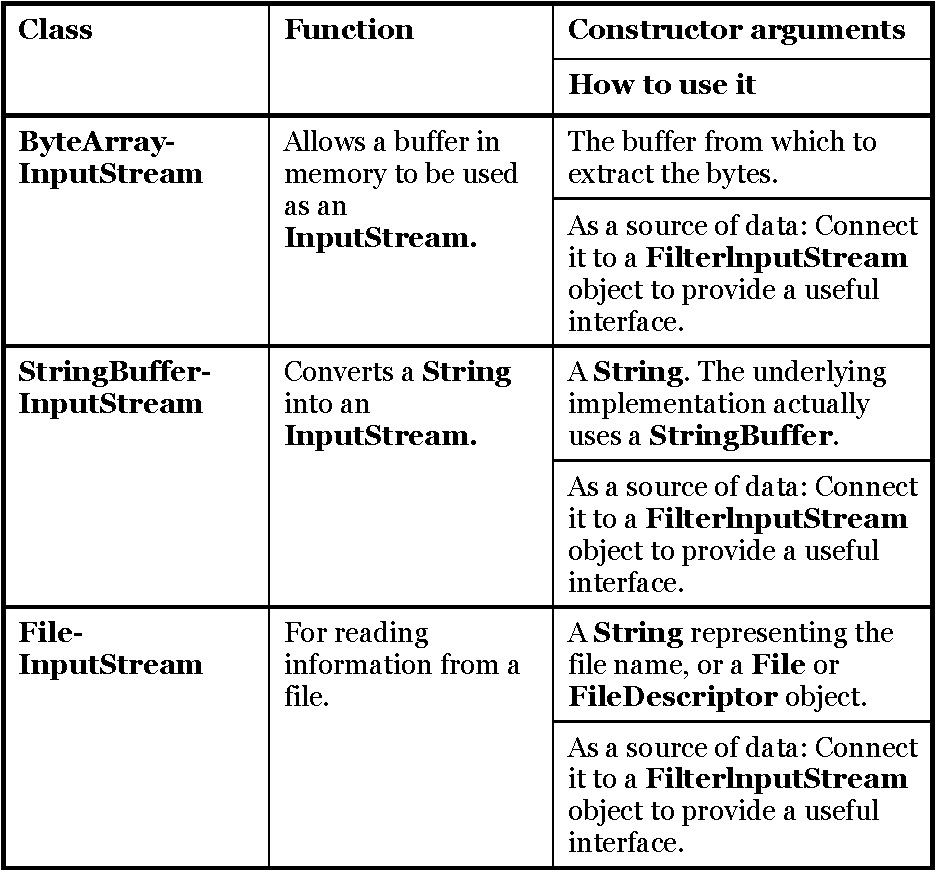 Class
Function
Constructor arguments
How to use it
ByteArray-
InputStream
Allows a buffer in
memory to be used
as an
InputStream.
The buffer from which to
extract the bytes.
As a source of data: Connect
it to a FilterInputStream
object to provide a useful
interface.
StringBuffer-
InputStream
Converts a String
into an
InputStream.
A String. The underlying
implementation actually
uses a StringBuffer.
As a source of data: Connect
it to a FilterInputStream
object to provide a useful
interface.
File-
InputStream
For reading
information from a
file.
A String representing the
file name, or a File or
FileDescriptor object.
As a source of data: Connect
it to a FilterInputStream
object to provide a useful
interface.